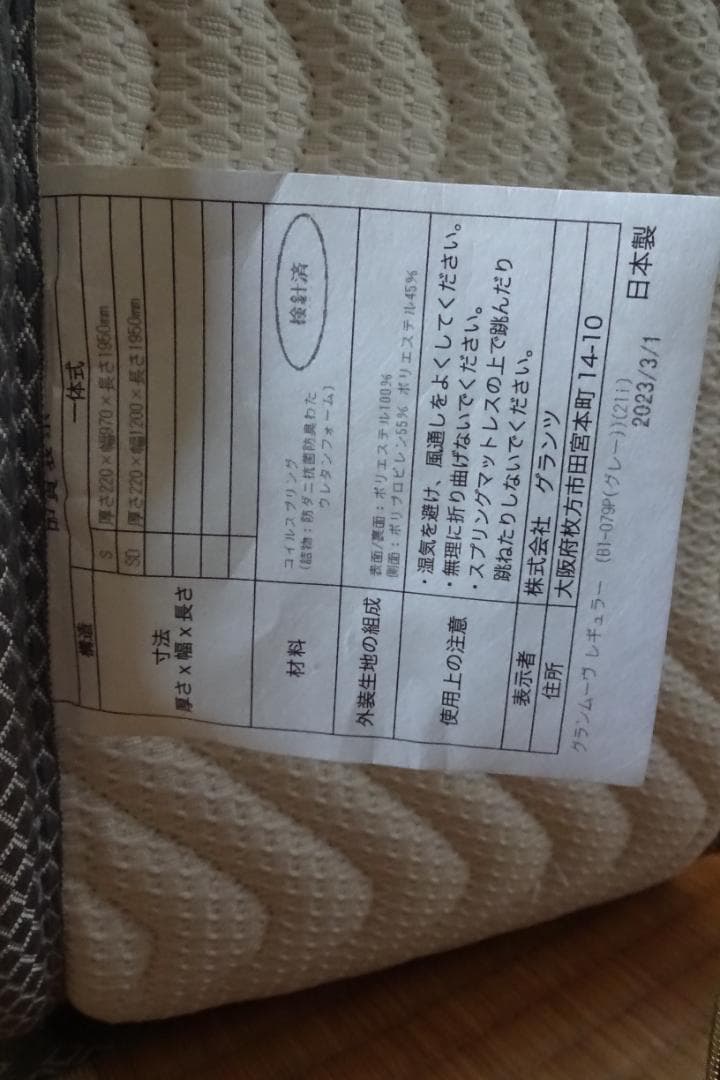 構造 一体式
寸法
厚さx幅x長さ
S 厚さ220×幅970×長さ1950mm
SD 厚さ220×幅1200×長さ1950mm
材料
コイルスプリング
(詰物:防ダニ抗菌防臭わた
ウレタンフォーム)
検針済
外装生地の組成
表面/裏面:ポリエステル100%
側面:ポリプロピレン55% ポリエステル45%
使用上の注意
・湿気を避け、風通しをよくしてください。
・無理に折り曲げないでください。
・スプリングマットレスの上で跳んだり
跳ねたりしないでください。
表示者 株式会社 グランツ
住所 大阪府枚方市田宮本町14-10
グランムーヴ レギュラー (B1-079P(グレー))(21i)
2023/3/1 日本製